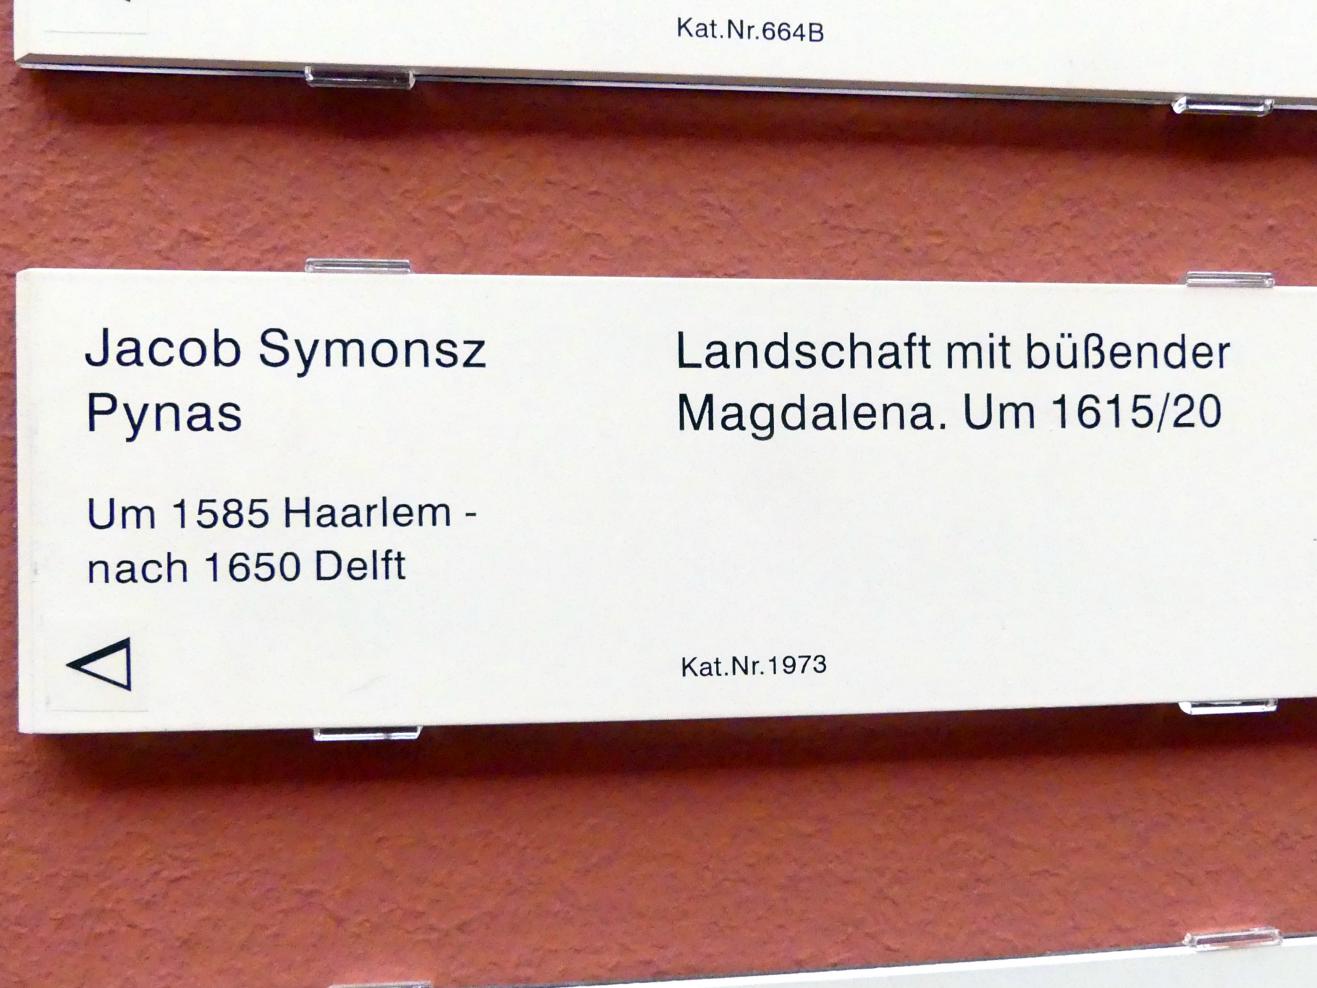 Kat.Nr.664B
Jacob Symonsz
Pynas
Um 1585 Haarlem -
nach 1650 Delft
Landschaft mit büßender
Magdalena. Um 1615/20
Kat.Nr.1973